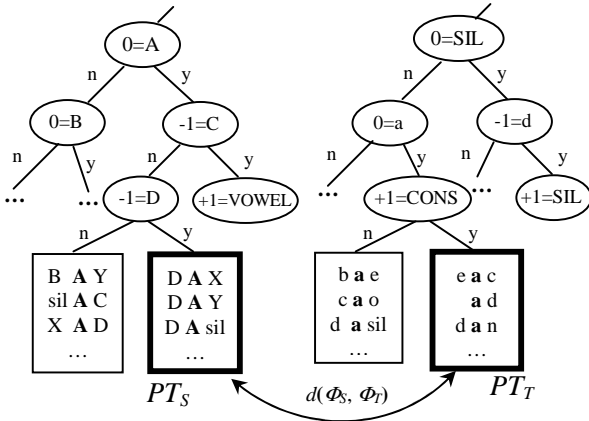 0=A
n y
0=B -1=C
n y n y
... ... -1=D +1=VOWEL
n y
B A Y
sil A C
X A D
...
D A X
D A Y
D A sil
...
PT_S
0=SIL
n y
0=a -1=d
n y n y
... +1=CONS ... +1=SIL
n y
b a e
c a o
d a sil
...
e a c
a d
d a n
...
PT_T
d(Φ_S, Φ_T)